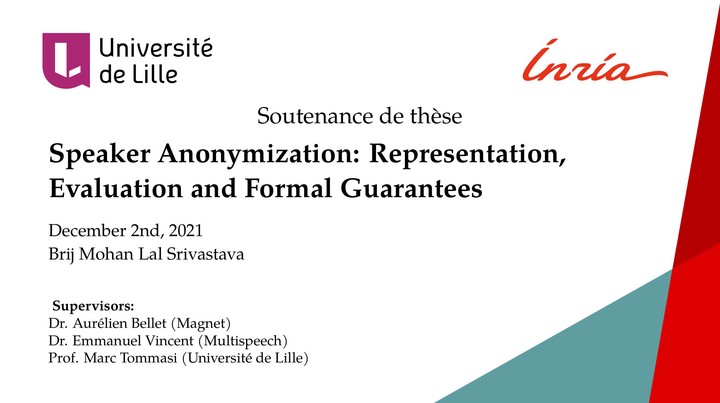 Université
de Lille
Inria
Soutenance de thèse
Speaker Anonymization: Representation,
Evaluation and Formal Guarantees
December 2nd, 2021
Brij Mohan Lal Srivastava
Supervisors:
Dr. Aurélien Bellet (Magnet)
Dr. Emmanuel Vincent (Multispeech)
Prof. Marc Tommasi (Université de Lille)